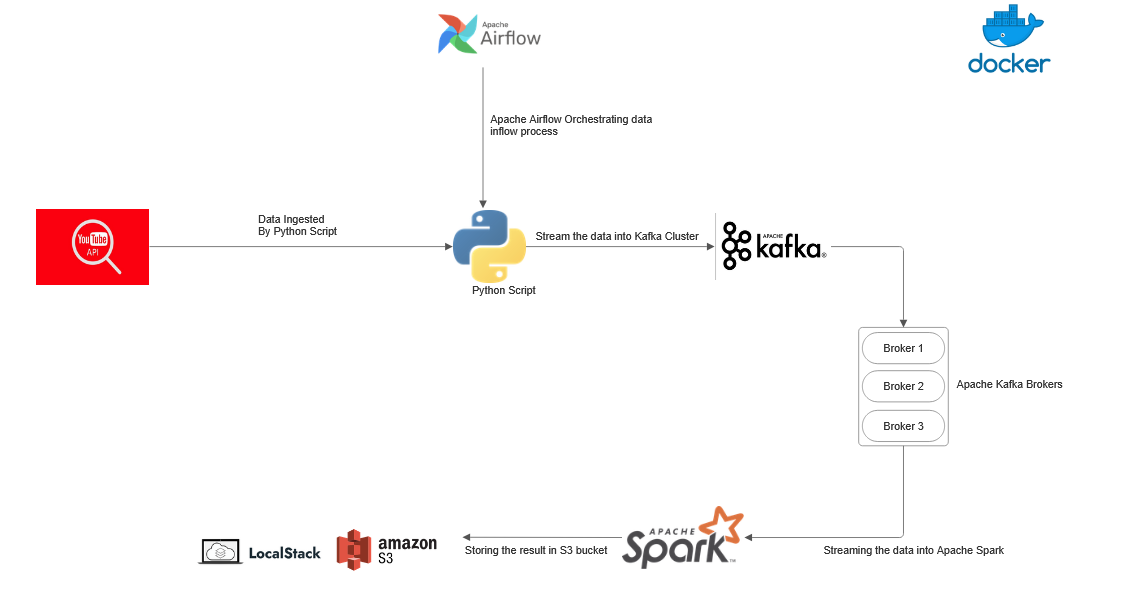 APACHE
Airflow
docker
Apache Airflow Orchestrating data
inflow process
YouTube
API
Data Ingested
By Python Script
Python Script
Stream the data into Kafka Cluster
APACHE
kafka®
Broker 1
Broker 2
Broker 3
Apache Kafka Brokers
LocalStack
amazon
S3
Storing the result in S3 bucket
APACHE
Spark™
Streaming the data into Apache Spark